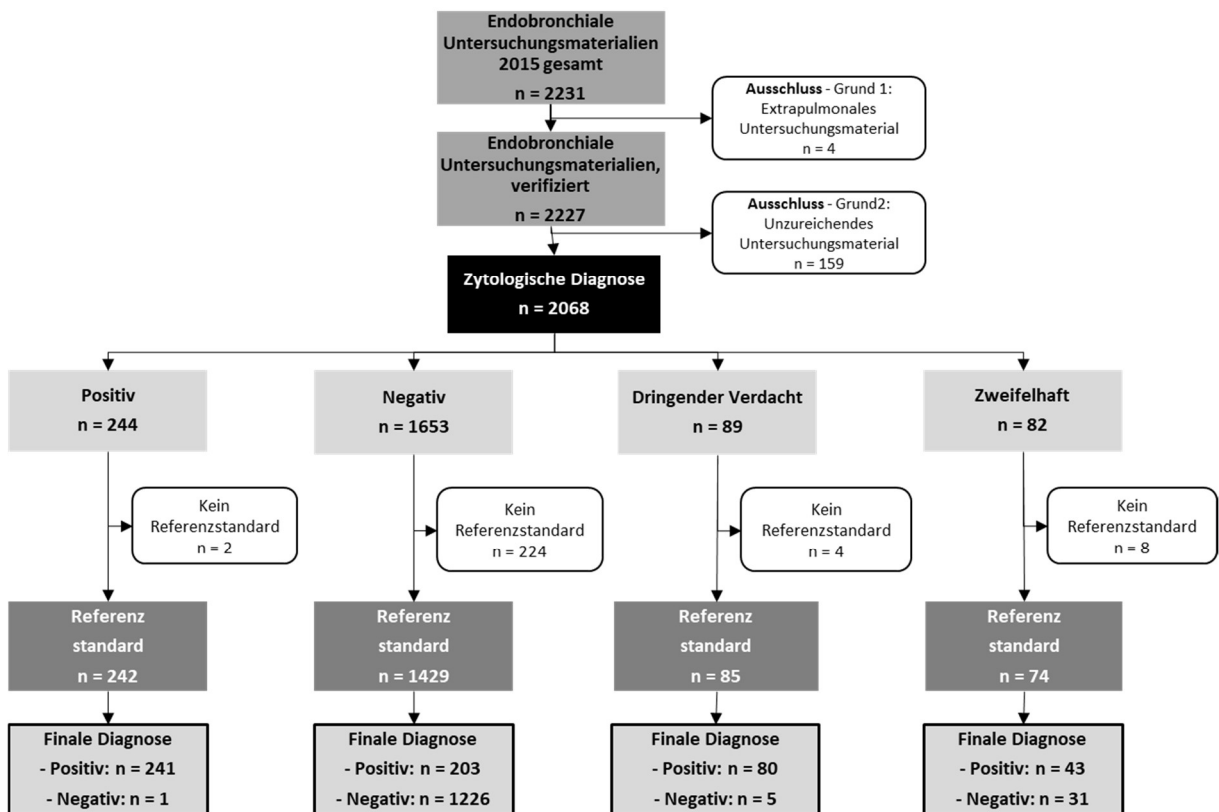 Endobronchiale
Untersuchungsmaterialien
2015 gesamt
n = 2231
Ausschluss - Grund 1:
Extrapulmonales
Untersuchungsmaterial
n = 4
Endobronchiale
Untersuchungsmaterialien,
verifiziert
n = 2227
Ausschluss - Grund2:
Unzureichendes
Untersuchungsmaterial
n = 159
Zytologische Diagnose
n = 2068
Positiv
n = 244
Negativ
n = 1653
Dringender Verdacht
n = 89
Zweifelhaft
n = 82
Kein
Referenzstandard
n = 2
Kein
Referenzstandard
n = 224
Kein
Referenzstandard
n = 4
Kein
Referenzstandard
n = 8
Referenz
standard
n = 242
Referenz
standard
n = 1429
Referenz
standard
n = 85
Referenz
standard
n = 74
Finale Diagnose
- Positiv: n = 241
- Negativ: n = 1
Finale Diagnose
- Positiv: n = 203
- Negativ: n = 1226
Finale Diagnose
- Positiv: n = 80
- Negativ: n = 5
Finale Diagnose
- Positiv: n = 43
- Negativ: n = 31